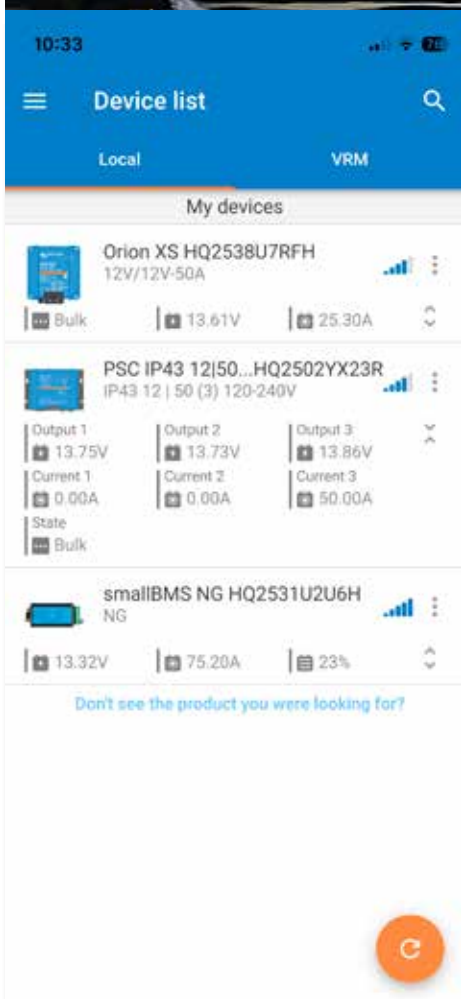 10:33
Device list
Local VRM
My devices
Orion XS HQ2538U7RFH
12V/12V-50A
Bulk 13.61V 25.30A
PSC IP43 12|50...HQ2502YX23R
IP43 12 | 50 (3) 120-240V
Output 1 Output 2 Output 3
13.75V 13.73V 13.86V
Current 1 Current 2 Current 3
0.00A 0.00A 50.00A
State
Bulk
smallBMS NG HQ2531U2U6H
NG
13.32V 75.20A 23%
Don't see the product you were looking for?